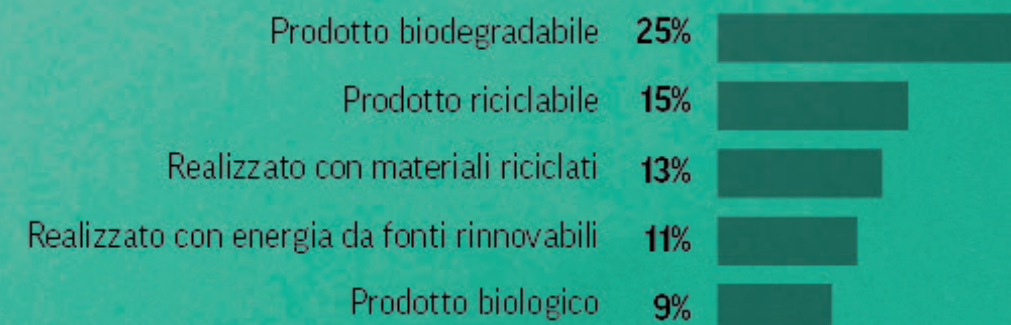 Prodotto biodegradabile 25%
Prodotto riciclabile 15%
Realizzato con materiali riciclati 13%
Realizzato con energia da fonti rinnovabili 11%
Prodotto biologico 9%